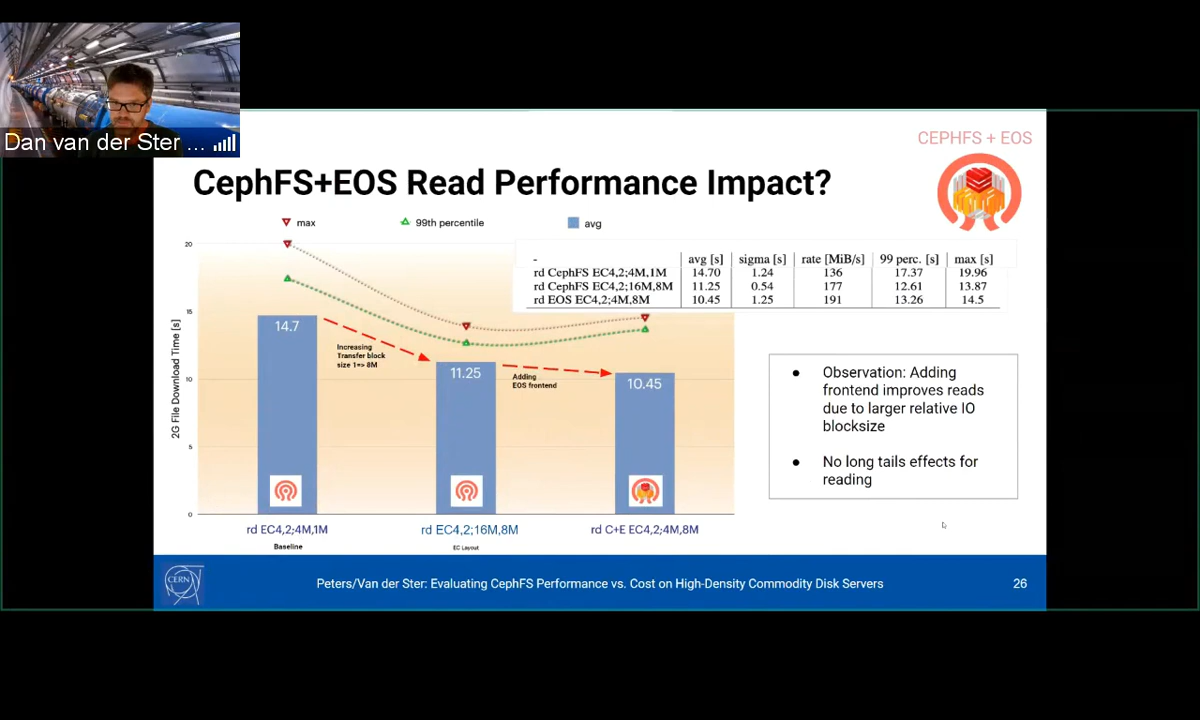 Dan van der Ster ...
CEPHFS + EOS
CephFS+EOS Read Performance Impact?
max
99th percentile
avg
- avg [s] sigma [s] rate [MiB/s] 99 perc. [s] max [s]
rd CephFS EC4,2;4M,1M 14.70 1.24 136 17.37 19.96
rd CephFS EC4,2;16M,8M 11.25 0.54 177 12.61 13.87
rd EOS EC4,2;4M,8M 10.45 1.25 191 13.26 14.5
2G File Download Time [s]
20
15
10
5
0
14.7
Increasing
Transfer block
size 1=> 8M
11.25
Adding
EOS frontend
10.45
rd EC4,2;4M,1M
Baseline
rd EC4,2;16M,8M
EC Layout
rd C+E EC4,2;4M,8M
● Observation: Adding
frontend improves reads
due to larger relative IO
blocksize
● No long tails effects for
reading
CERN
Peters/Van der Ster: Evaluating CephFS Performance vs. Cost on High-Density Commodity Disk Servers
26